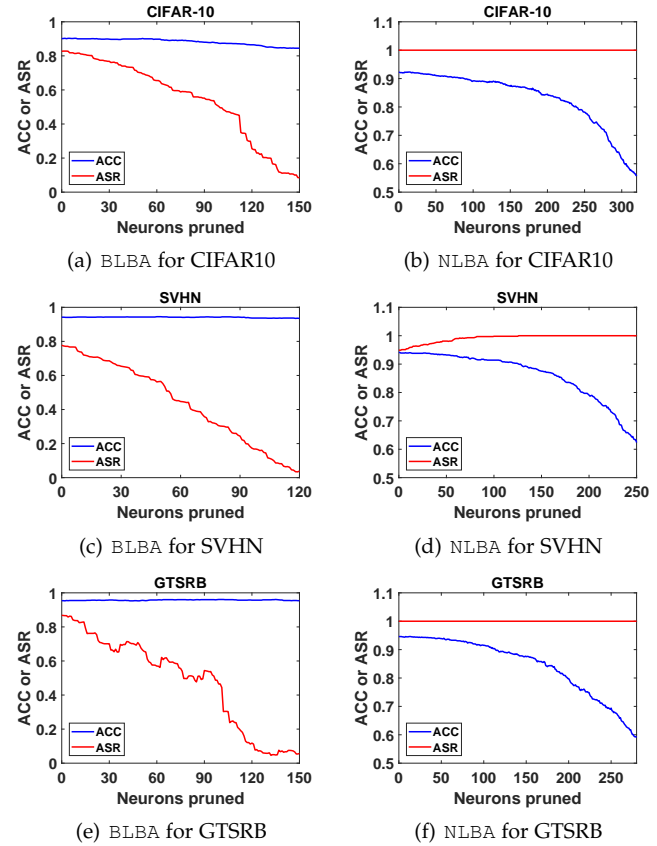 CIFAR-10
ACC or ASR
1
0.8
0.6
0.4
0.2
0
ACC
ASR
0 30 60 90 120 150
Neurons pruned
(a) BLBA for CIFAR10
CIFAR-10
ACC or ASR
1.1
1
0.9
0.8
0.7
0.6
0.5
ACC
ASR
0 50 100 150 200 250 300
Neurons pruned
(b) NLBA for CIFAR10
SVHN
ACC or ASR
1
0.8
0.6
0.4
0.2
0
ACC
ASR
0 30 60 90 120
Neurons pruned
(c) BLBA for SVHN
SVHN
ACC or ASR
1.1
1
0.9
0.8
0.7
0.6
0.5
ACC
ASR
0 50 100 150 200 250
Neurons pruned
(d) NLBA for SVHN
GTSRB
ACC or ASR
1
0.8
0.6
0.4
0.2
0
ACC
ASR
0 30 60 90 120 150
Neurons pruned
(e) BLBA for GTSRB
GTSRB
ACC or ASR
1.1
1
0.9
0.8
0.7
0.6
0.5
ACC
ASR
0 50 100 150 200 250
Neurons pruned
(f) NLBA for GTSRB